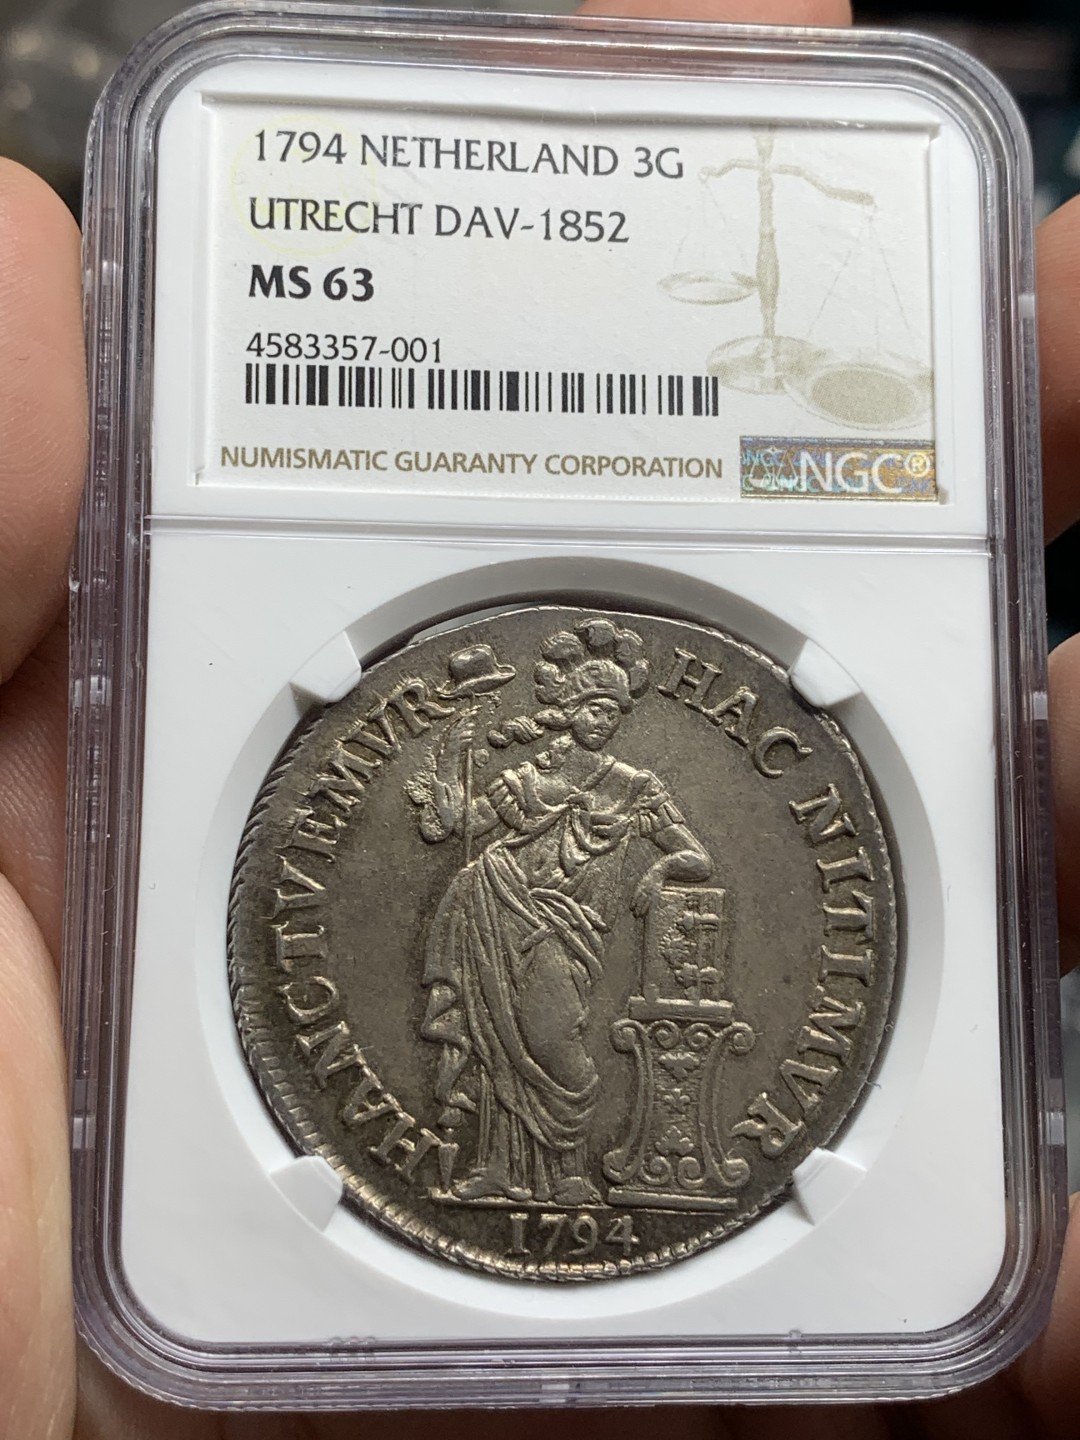 1794 NETHERLAND 3G
UTRECHT DAV-1852
MS 63
4583357-001
NUMISMATIC GUARANTY CORPORATION
NGC®
HANC TVEMVR
HAC NITIMVR
1794